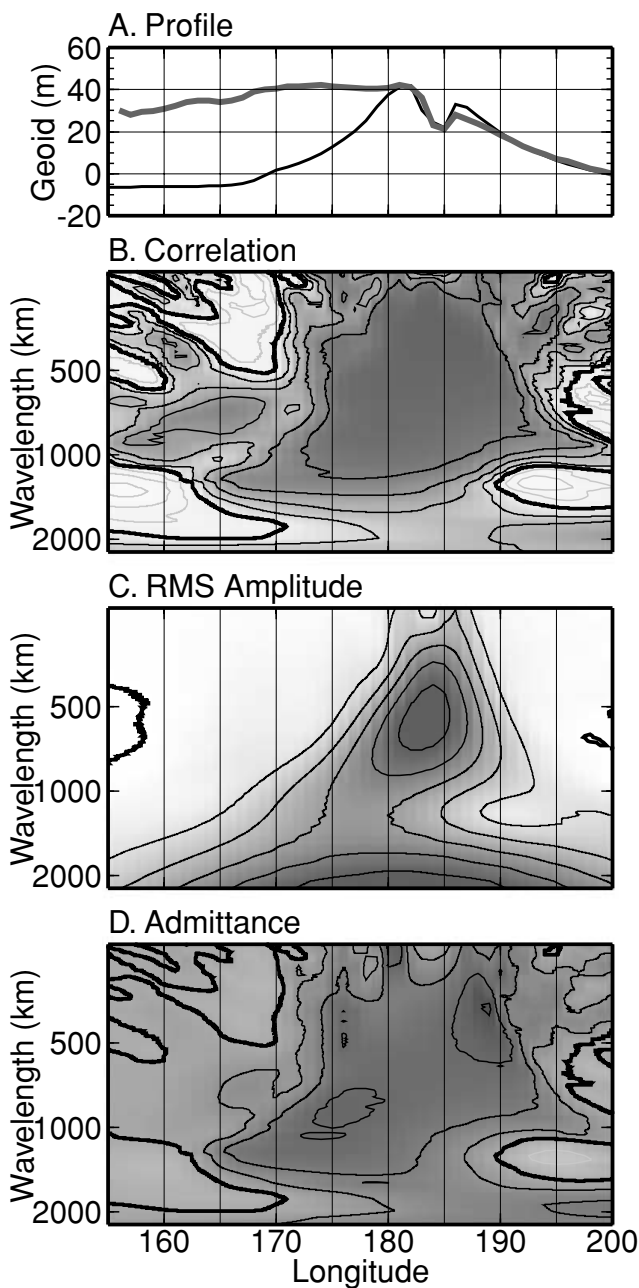 A. Profile
60
40
20
0
-20
Geoid (m)
B. Correlation
500
1000
2000
Wavelength (km)
C. RMS Amplitude
500
1000
2000
Wavelength (km)
D. Admittance
500
1000
2000
Wavelength (km)
160 170 180 190 200
Longitude